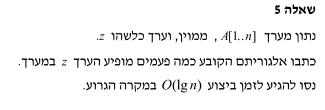 שאלה 5
נתון מערך A[1..n] , ממוין, וערך כלשהו z.
כתבו אלגוריתם הקובע כמה פעמים מופיע הערך z במערך.
נסו להגיע לזמן ביצוע O(lg n) במקרה הגרוע.